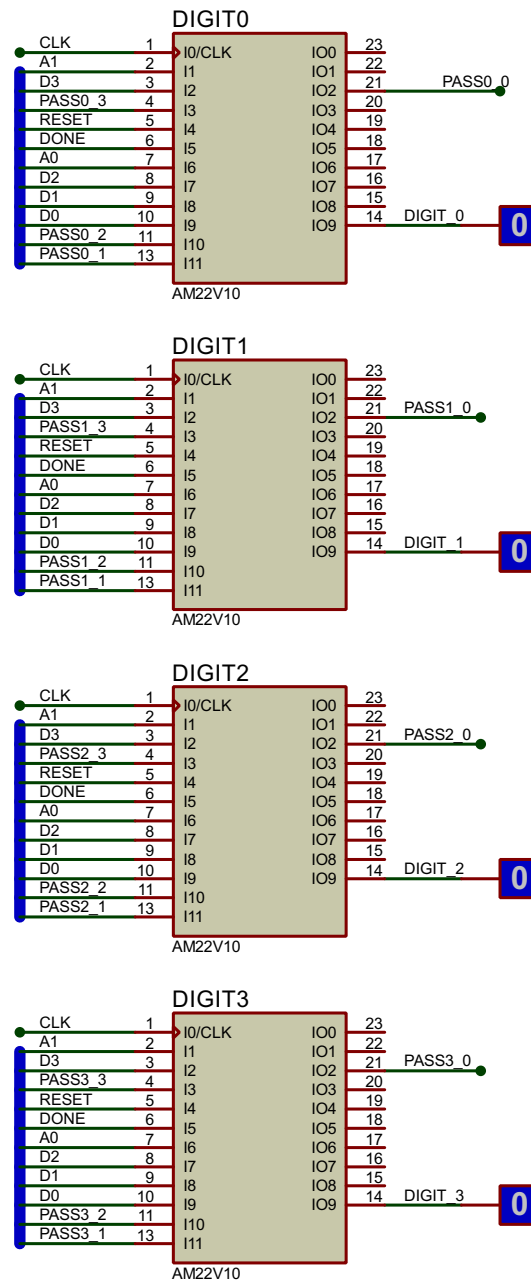 DIGIT0
CLK 1 I0/CLK IO0 23
A1 2 I1 IO1 22
D3 3 I2 IO2 21 PASS0_0
PASS0_3 4 I3 IO3 20
RESET 5 I4 IO4 19
DONE 6 I5 IO5 18
A0 7 I6 IO6 17
D2 8 I7 IO7 16
D1 9 I8 IO8 15
D0 10 I9 IO9 14 DIGIT_0 0
PASS0_2 11 I10
PASS0_1 13 I11
AM22V10
DIGIT1
CLK 1 I0/CLK IO0 23
A1 2 I1 IO1 22
D3 3 I2 IO2 21 PASS1_0
PASS1_3 4 I3 IO3 20
RESET 5 I4 IO4 19
DONE 6 I5 IO5 18
A0 7 I6 IO6 17
D2 8 I7 IO7 16
D1 9 I8 IO8 15
D0 10 I9 IO9 14 DIGIT_1 0
PASS1_2 11 I10
PASS1_1 13 I11
AM22V10
DIGIT2
CLK 1 I0/CLK IO0 23
A1 2 I1 IO1 22
D3 3 I2 IO2 21 PASS2_0
PASS2_3 4 I3 IO3 20
RESET 5 I4 IO4 19
DONE 6 I5 IO5 18
A0 7 I6 IO6 17
D2 8 I7 IO7 16
D1 9 I8 IO8 15
D0 10 I9 IO9 14 DIGIT_2 0
PASS2_2 11 I10
PASS2_1 13 I11
AM22V10
DIGIT3
CLK 1 I0/CLK IO0 23
A1 2 I1 IO1 22
D3 3 I2 IO2 21 PASS3_0
PASS3_3 4 I3 IO3 20
RESET 5 I4 IO4 19
DONE 6 I5 IO5 18
A0 7 I6 IO6 17
D2 8 I7 IO7 16
D1 9 I8 IO8 15
D0 10 I9 IO9 14 DIGIT_3 0
PASS3_2 11 I10
PASS3_1 13 I11
AM22V10